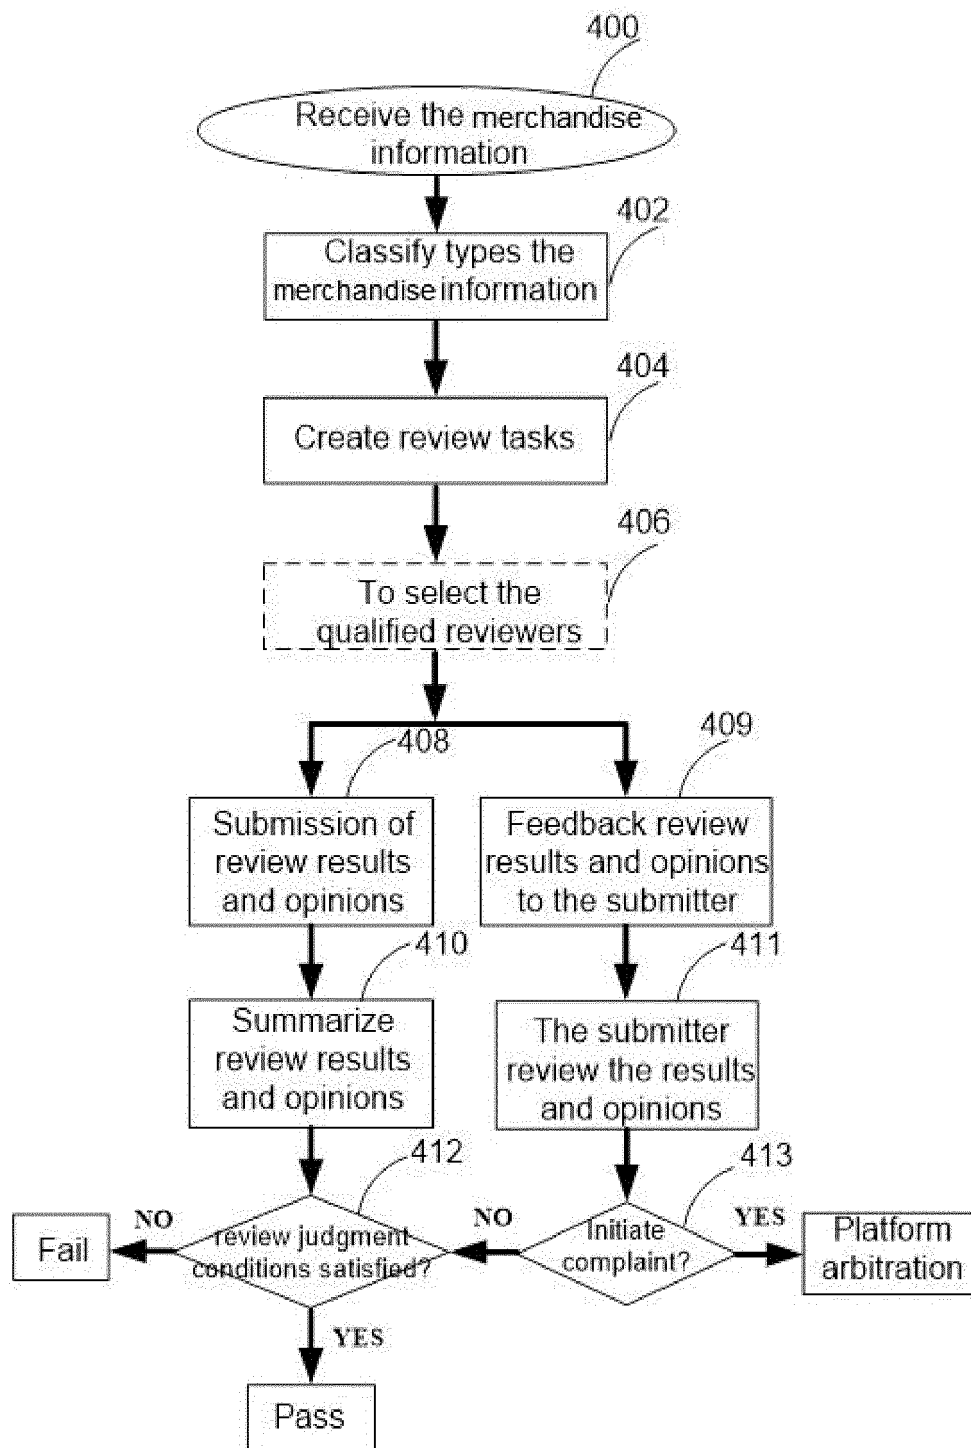 400
Receive the merchandise
information
402
Classify types the
merchandise information
404
Create review tasks
406
To select the
qualified reviewers
408
409
Submission of
review results
and opinions
Feedback review
results and opinions
to the submitter
410
411
Summarize
review results
and opinions
The submitter
review the results
and opinions
412
413
Fail
NO
review judgment
conditions satisfied?
NO
Initiate
complaint?
YES
Platform
arbitration
YES
Pass